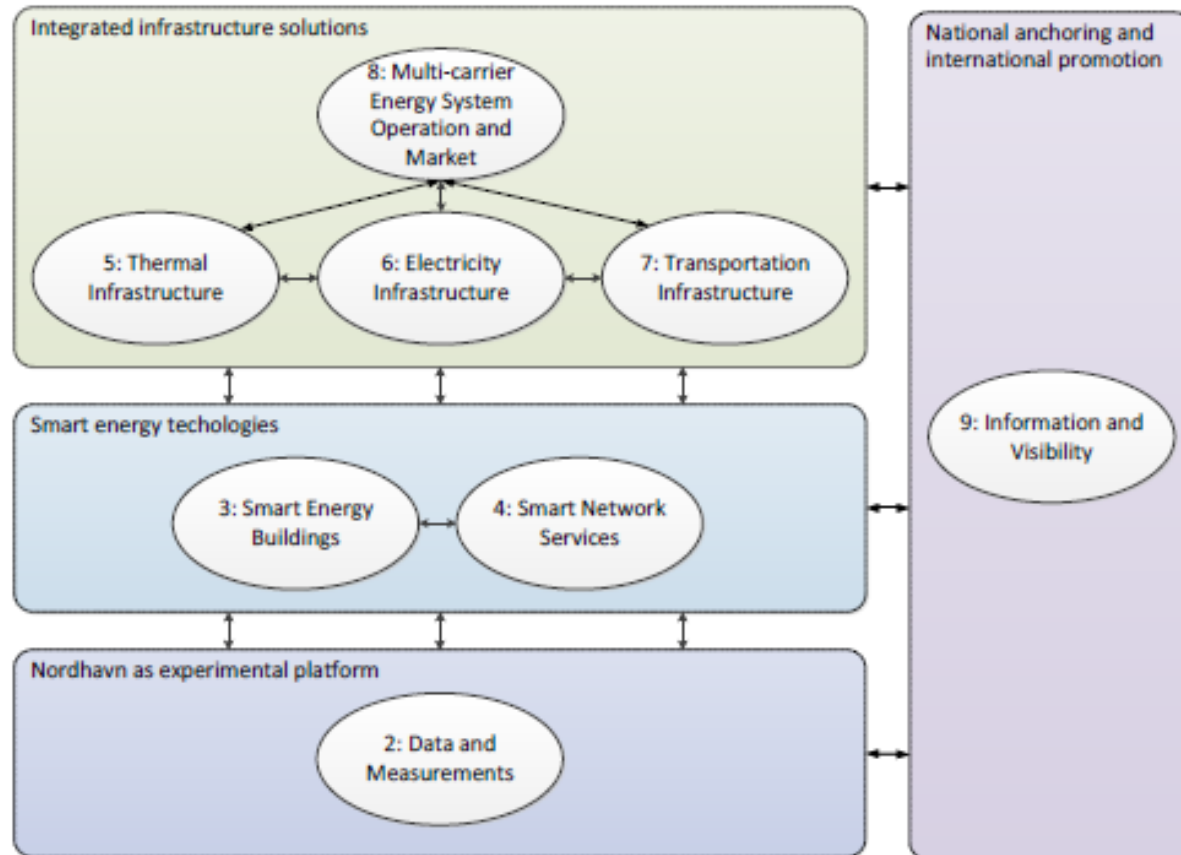 Integrated infrastructure solutions
8: Multi-carrier
Energy System
Operation and
Market
5: Thermal
Infrastructure
6: Electricity
Infrastructure
7: Transportation
Infrastructure
Smart energy techologies
3: Smart Energy
Buildings
4: Smart Network
Services
Nordhavn as experimental platform
2: Data and
Measurements
National anchoring and
international promotion
9: Information and
Visibility